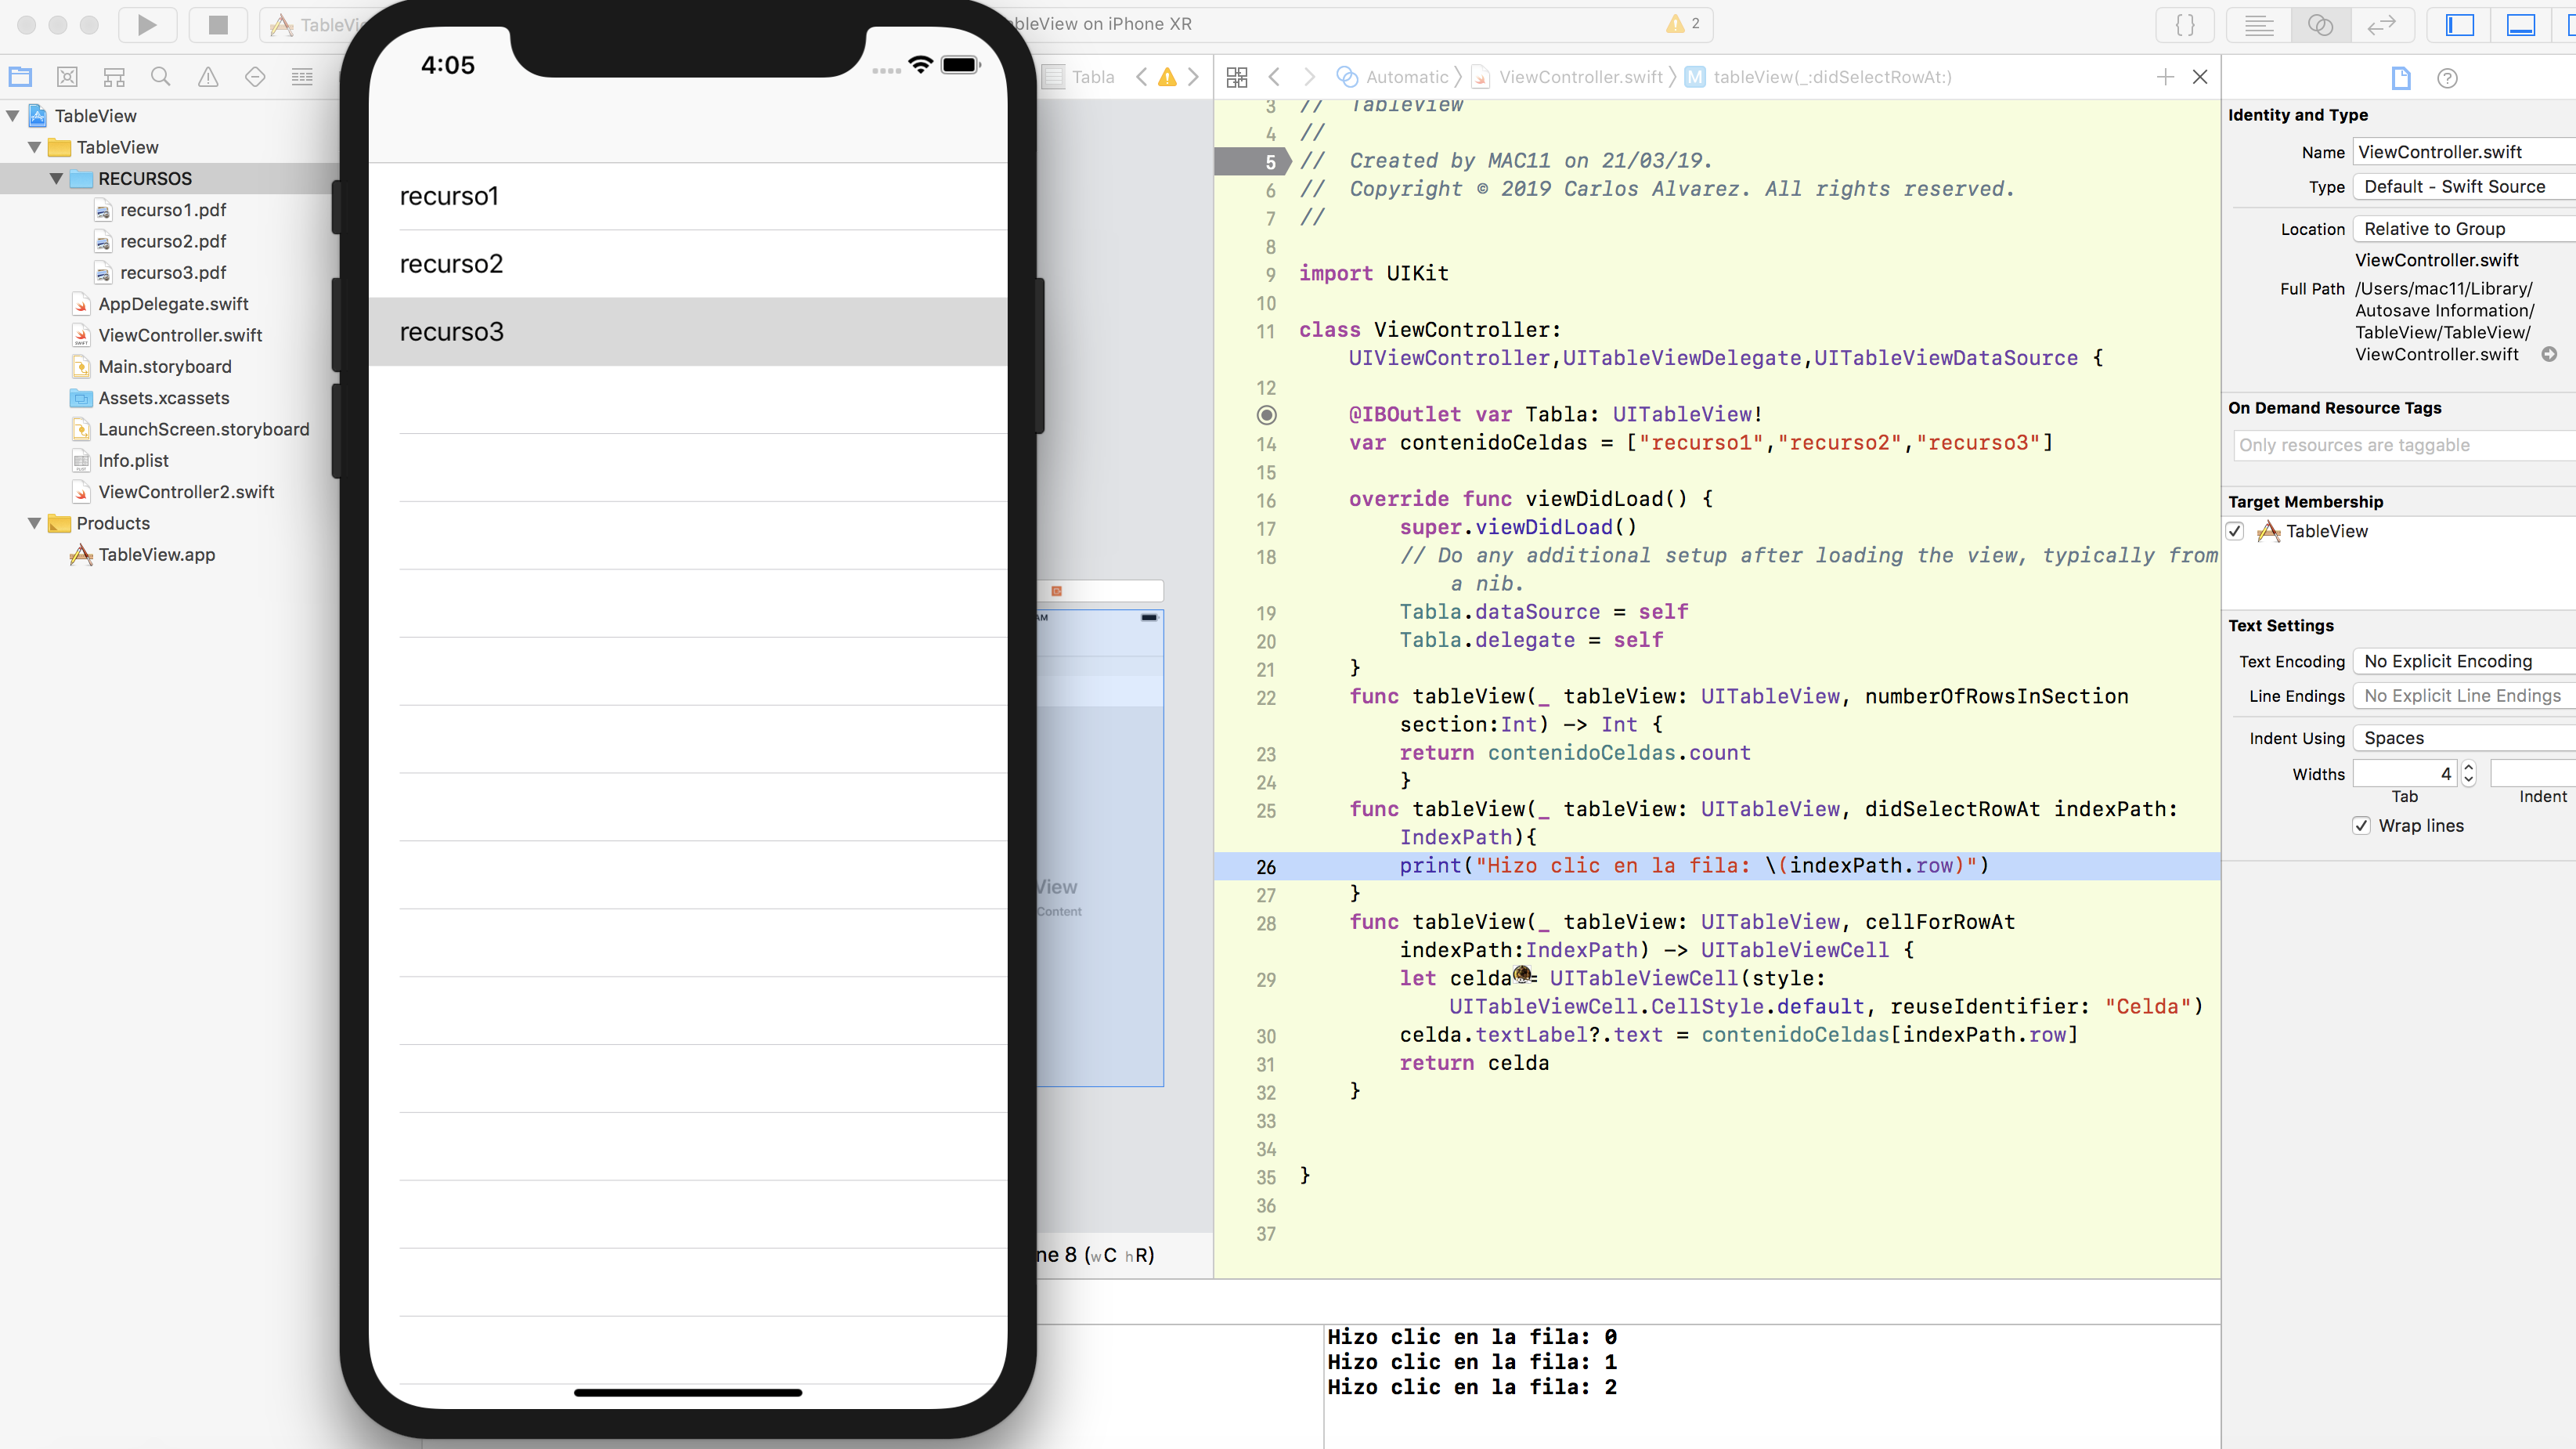 TableVi
ableView on iPhone XR
2
TableView
TableView
RECURSOS
recurso1.pdf
recurso2.pdf
recurso3.pdf
AppDelegate.swift
ViewController.swift
Main.storyboard
Assets.xcassets
LaunchScreen.storyboard
Info.plist
ViewController2.swift
Products
TableView.app
4:05
recurso1
recurso2
recurso3
Tabla
AM
View
Content
ne 8 (wC hR)
Automatic
ViewController.swift
M tableView(_:didSelectRowAt:)
3 //  TableView
4 //
5 //  Created by MAC11 on 21/03/19.
6 //  Copyright © 2019 Carlos Alvarez. All rights reserved.
7 //
8
9 import UIKit
10
11 class ViewController:
UIViewController,UITableViewDelegate,UITableViewDataSource {
12
@IBOutlet var Tabla: UITableView!
14 var contenidoCeldas = ["recurso1","recurso2","recurso3"]
15
16 override func viewDidLoad() {
17 super.viewDidLoad()
18 // Do any additional setup after loading the view, typically from
a nib.
19 Tabla.dataSource = self
20 Tabla.delegate = self
21 }
22 func tableView(_ tableView: UITableView, numberOfRowsInSection
section:Int) -> Int {
23 return contenidoCeldas.count
24 }
25 func tableView(_ tableView: UITableView, didSelectRowAt indexPath:
IndexPath){
26 print("Hizo clic en la fila: \(indexPath.row)")
27 }
28 func tableView(_ tableView: UITableView, cellForRowAt
indexPath:IndexPath) -> UITableViewCell {
29 let celda = UITableViewCell(style:
UITableViewCell.CellStyle.default, reuseIdentifier: "Celda")
30 celda.textLabel?.text = contenidoCeldas[indexPath.row]
31 return celda
32 }
33
34
35 }
36
37
Hizo clic en la fila: 0
Hizo clic en la fila: 1
Hizo clic en la fila: 2
Identity and Type
Name ViewController.swift
Type Default - Swift Source
Location Relative to Group
ViewController.swift
Full Path /Users/mac11/Library/
Autosave Information/
TableView/TableView/
ViewController.swift
On Demand Resource Tags
Only resources are taggable
Target Membership
TableView
Text Settings
Text Encoding No Explicit Encoding
Line Endings No Explicit Line Endings
Indent Using Spaces
Widths 4
Tab Indent
Wrap lines